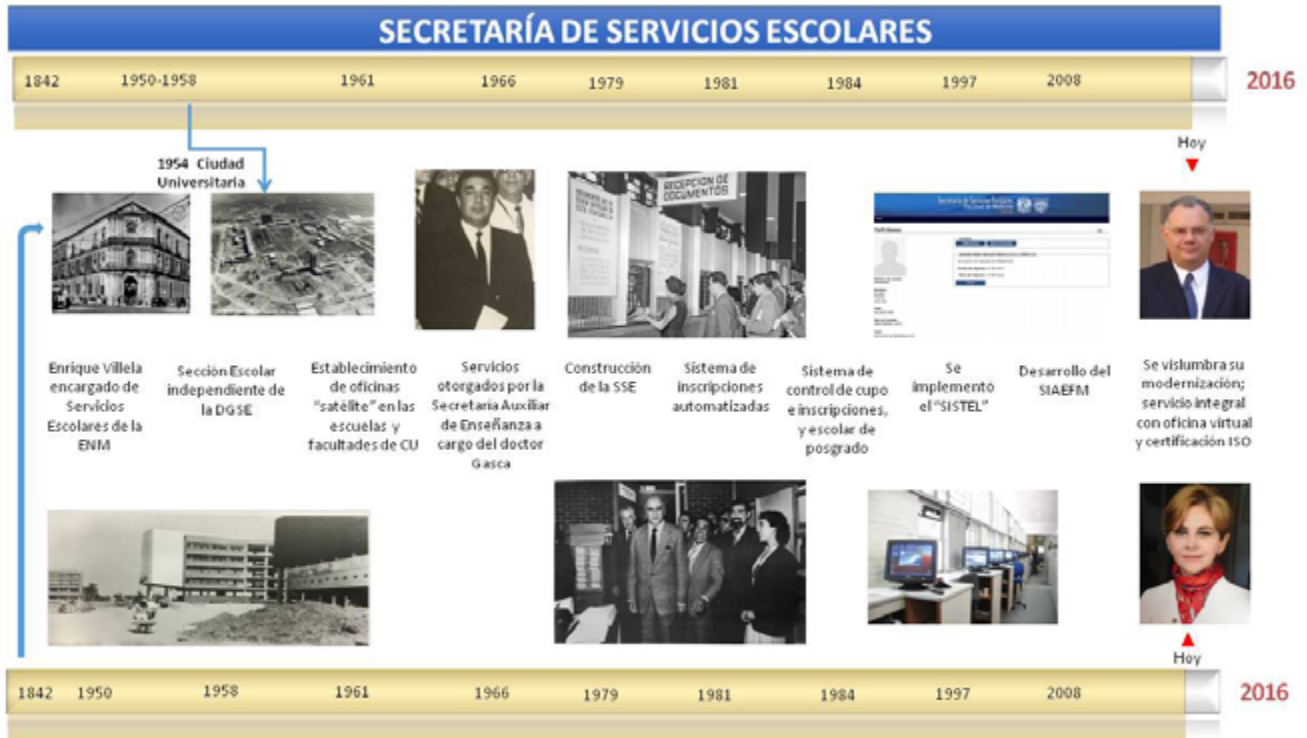 SECRETARÍA DE SERVICIOS ESCOLARES
1842 1950-1958 1961 1966 1979 1981 1984 1997 2008 2016
Hoy
1954 Ciudad
Universitaria
RECEPCION DE
DOCUMENTOS
Secretaría de Servicios Escolares
Enrique Villela
encargado de
Servicios
Escolares de la
ENM
Sección Escolar
independiente de
la DGSE
Establecimiento
de oficinas
"satélite" en las
escuelas y
facultades de CU
Servicios
otorgados por la
Secretaría Auxiliar
de Enseñanza a
cargo del doctor
Gasca
Construcción
de la SSE
Sistema de
inscripciones
automatizadas
Sistema de
control de cupo
e inscripciones,
y escolar de
posgrado
Se
implementó
el "SISTEL"
Desarrollo del
SIAEFM
Se vislumbra su
modernización;
servicio integral
con oficina virtual
y certificación ISO
Hoy
1842 1950 1958 1961 1966 1979 1981 1984 1997 2008 2016